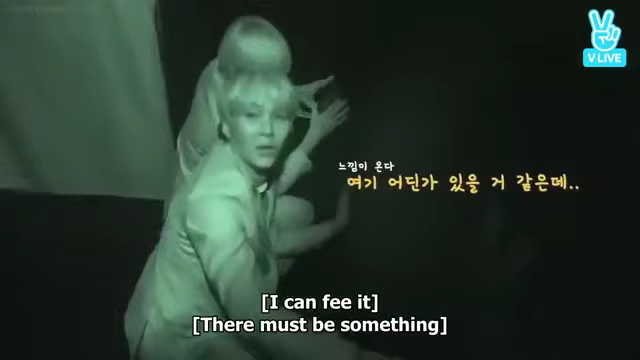 V LIVE
느낌이 온다
여기 어딘가 있을 거 같은데..
[I can fee it]
[There must be something]